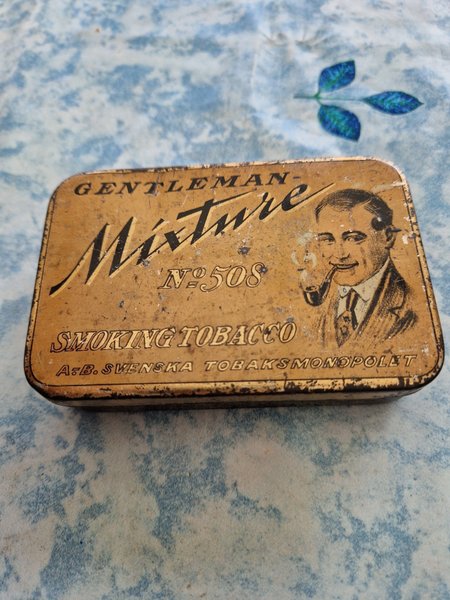 GENTLEMAN-
Mixture
No 508
SMOKING TOBACCO
A-B. SVENSKA TOBAKSMONOPOLET